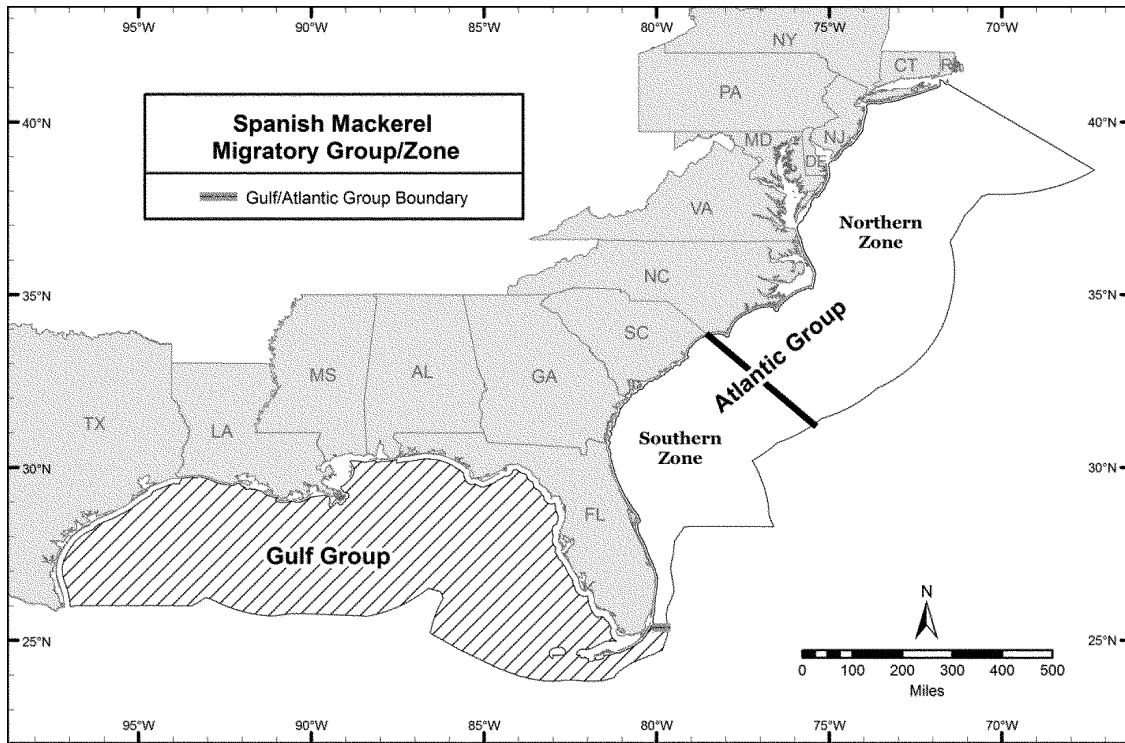 95°W 90°W 85°W 80°W 75°W 70°W
NY
CT
RI
PA
40°N 40°N
Spanish Mackerel
Migratory Group/Zone
Gulf/Atlantic Group Boundary
MD
NJ
DE
VA
Northern
Zone
NC
35°N 35°N
SC
Atlantic Group
MS
AL
GA
TX
LA
Southern
Zone
30°N 30°N
FL
Gulf Group
N
25°N 25°N
0 100 200 300 400 500
Miles
95°W 90°W 85°W 80°W 75°W 70°W